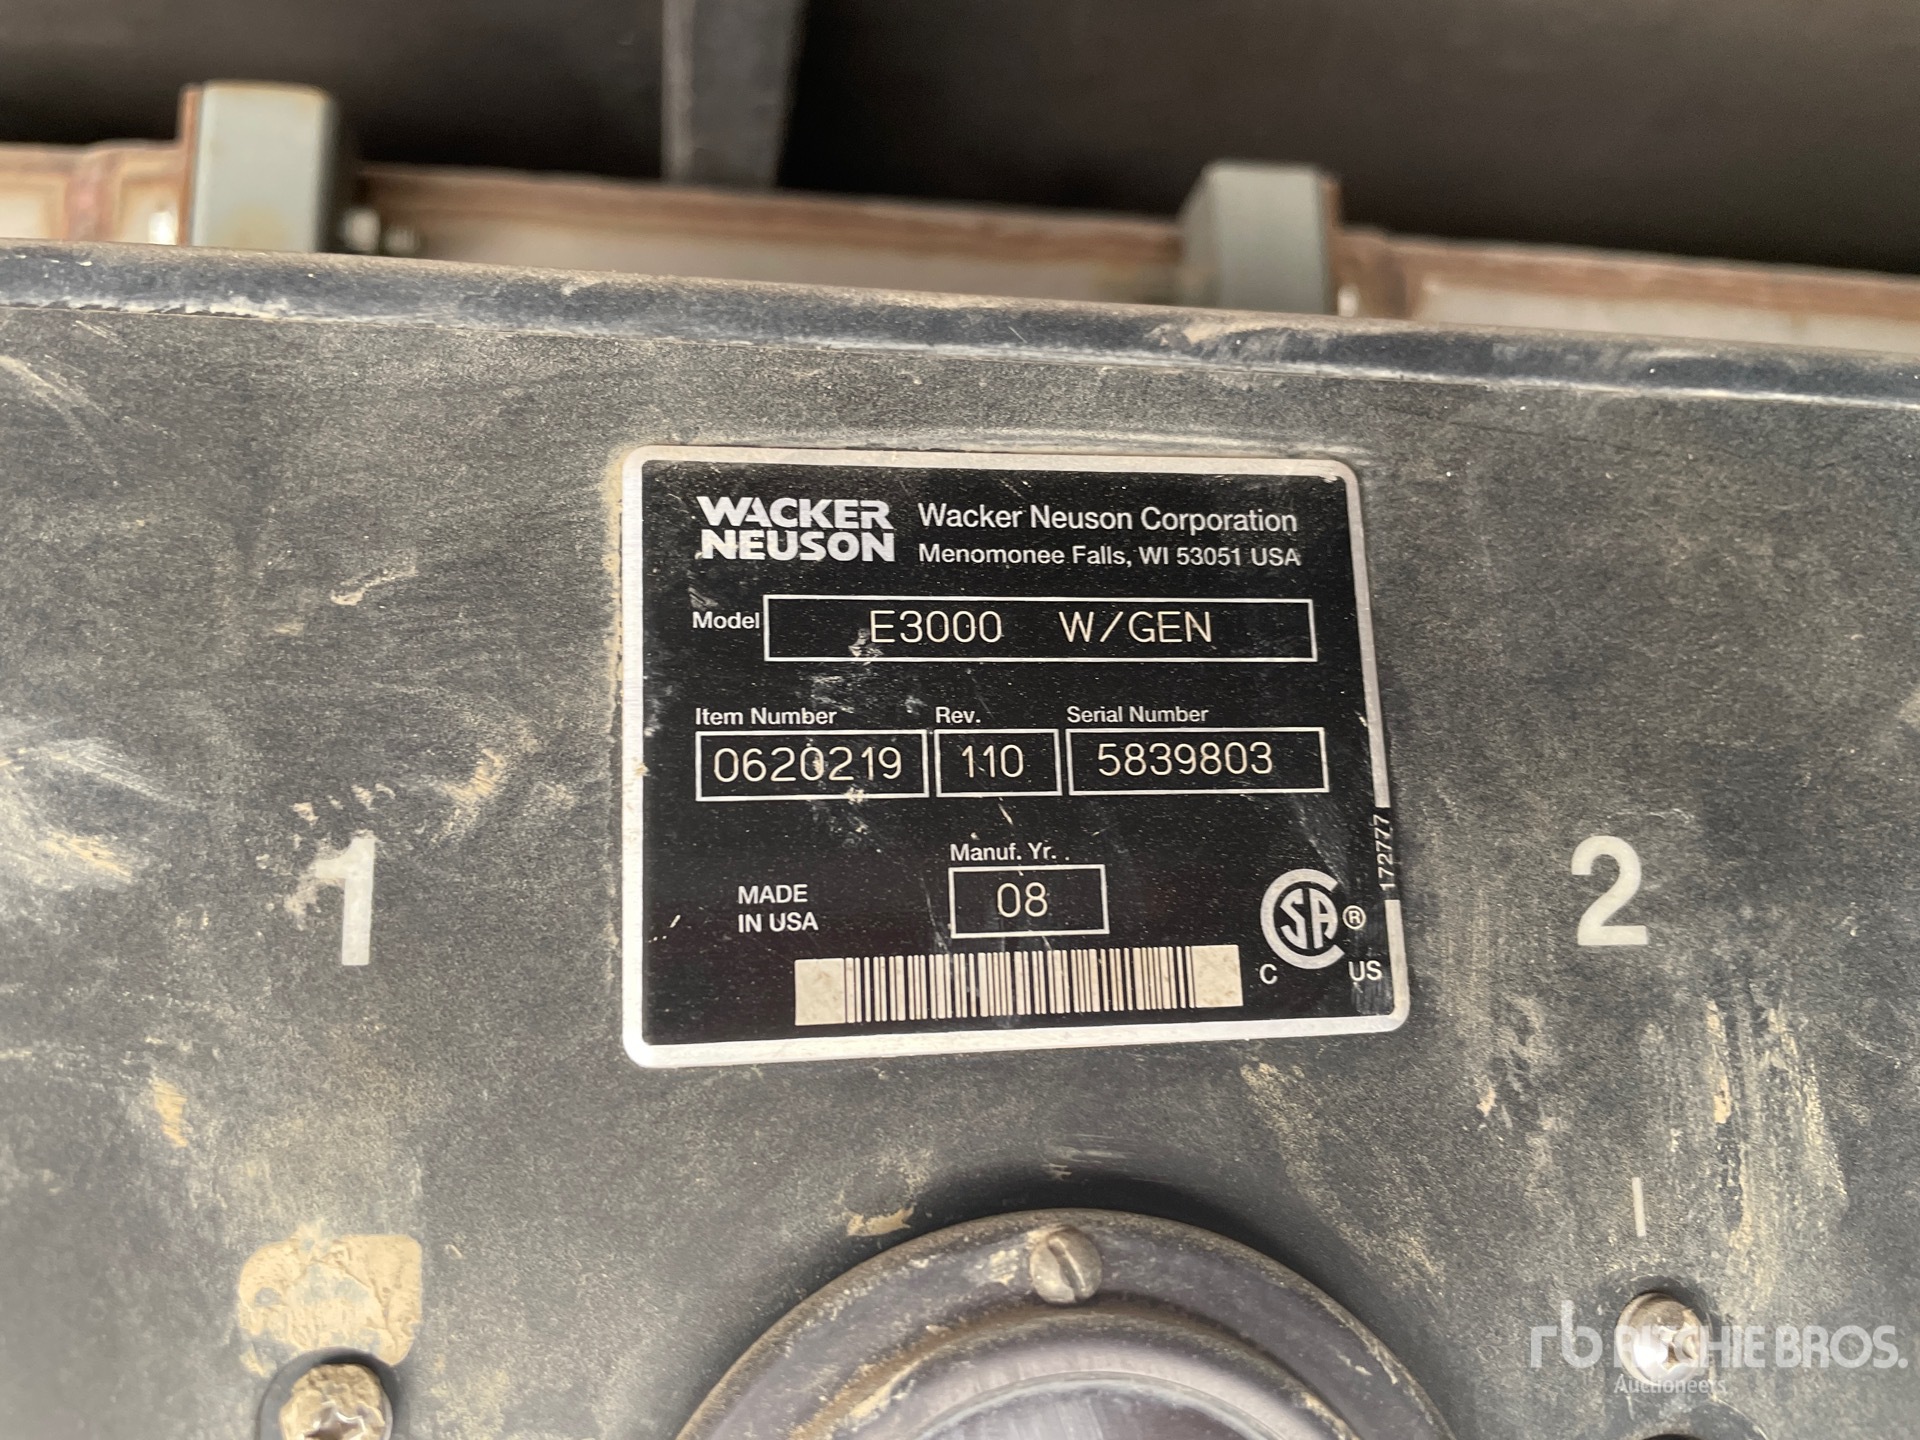 WACKER
NEUSON
Wacker Neuson Corporation
Menomonee Falls, WI 53051 USA
Model E3000 W/GEN
Item Number Rev. Serial Number
0620219 110 5839803
Manuf. Yr.
08
MADE
IN USA
172777
CSA ®
C US
1
2
rb RITCHIE BROS.
Auctioneers